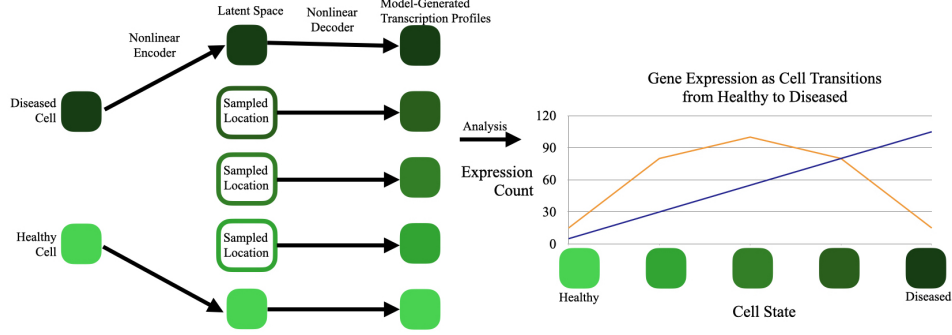 Latent Space
Nonlinear
Decoder
Model-Generated
Transcription Profiles
Nonlinear
Encoder
Diseased
Cell
Sampled
Location
Sampled
Location
Sampled
Location
Healthy
Cell
Analysis
Gene Expression as Cell Transitions
from Healthy to Diseased
Expression
Count
120
90
60
30
0
Healthy
Diseased
Cell State